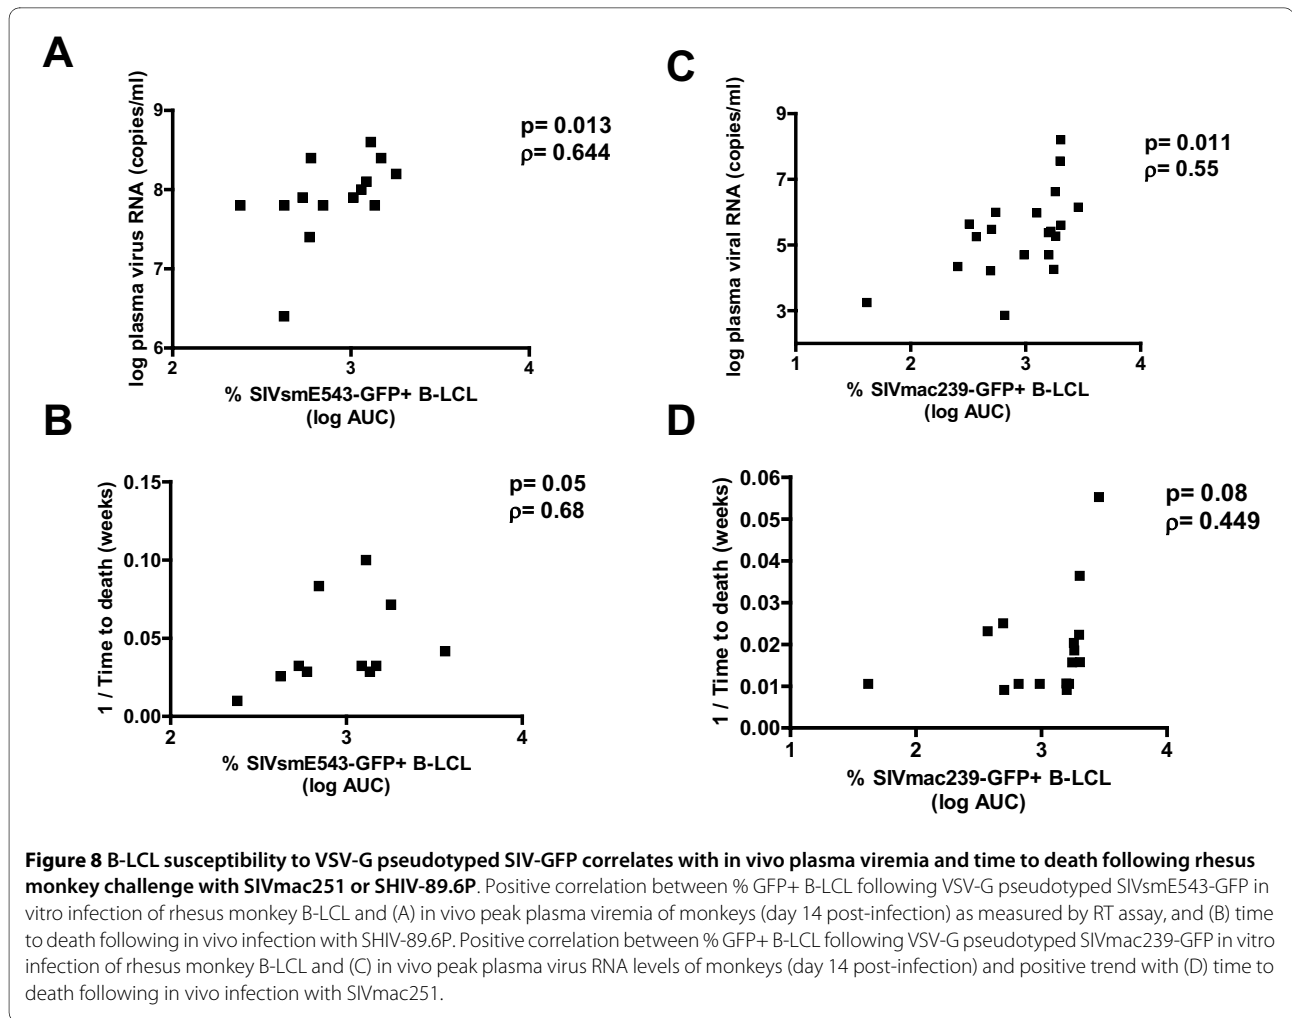 A
log plasma virus RNA (copies/ml)
9
8
7
6
2
3
4
% SIVsmE543-GFP+ B-LCL
(log AUC)
p= 0.013
ρ= 0.644
C
log plasma viral RNA (copies/ml)
9
7
5
3
1
2
3
4
% SIVmac239-GFP+ B-LCL
(log AUC)
p= 0.011
ρ= 0.55
B
1 / Time to death (weeks)
0.15
0.10
0.05
0.00
2
3
4
% SIVsmE543-GFP+ B-LCL
(log AUC)
p= 0.05
ρ= 0.68
D
1 / Time to death (weeks)
0.06
0.05
0.04
0.03
0.02
0.01
0.00
1
2
3
4
% SIVmac239-GFP+ B-LCL
(log AUC)
p= 0.08
ρ= 0.449
Figure 8 B-LCL susceptibility to VSV-G pseudotyped SIV-GFP correlates with in vivo plasma viremia and time to death following rhesus
monkey challenge with SIVmac251 or SHIV-89.6P. Positive correlation between % GFP+ B-LCL following VSV-G pseudotyped SIVsmE543-GFP in
vitro infection of rhesus monkey B-LCL and (A) in vivo peak plasma viremia of monkeys (day 14 post-infection) as measured by RT assay, and (B) time
to death following in vivo infection with SHIV-89.6P. Positive correlation between % GFP+ B-LCL following VSV-G pseudotyped SIVmac239-GFP in vitro
infection of rhesus monkey B-LCL and (C) in vivo peak plasma virus RNA levels of monkeys (day 14 post-infection) and positive trend with (D) time to
death following in vivo infection with SIVmac251.